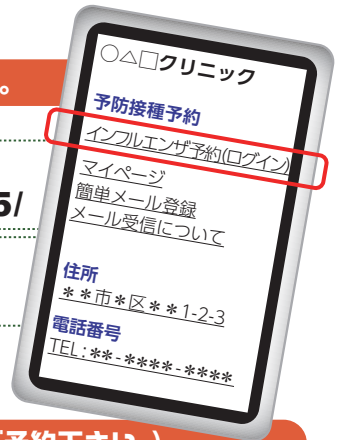 ○△□クリニック
。
予防接種予約
インフルエンザ予約(ログイン)
マイページ
5/
簡単メール登録
メール受信について
住所
**市*区**1-2-3
電話番号
TEL:**-****-****